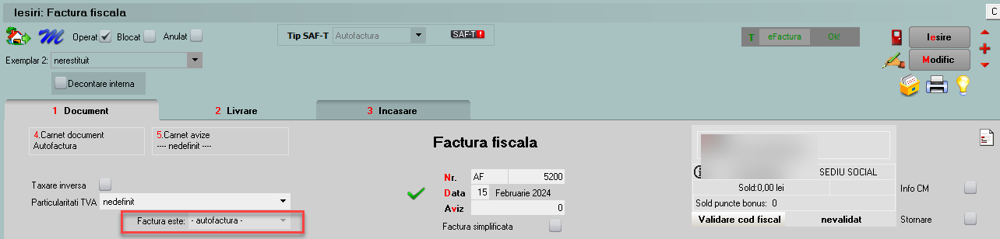 Iesiri: Factura fiscala
C
Operat Blocat Anulat
Tip SAF-T Autofactura SAF-T !
T eFactura Ok!
Iesire
Exemplar 2: nerestituit
Modific
Decontare interna
1 Document
2 Livrare
3 Incasare
4.Carnet document
Autofactura
5.Carnet avize
---- nedefinit ----
Factura fiscala
Nr. AF 5200
Data 15 Februarie 2024
Aviz 0
Factura simplificata
Taxare inversa
Particularitati TVA nedefinit
Factura este: - autofactura -
SEDIU SOCIAL
Sold:0,00 lei
Sold puncte bonus: 0
Validare cod fiscal nevalidat
Info CM
Stornare